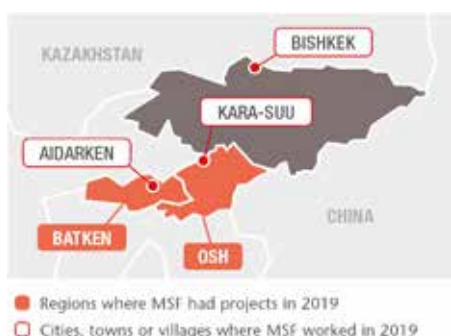 BISHKEK
KAZAKHSTAN
KARA-SUU
AIDARKEN
CHINA
BATKEN
OSH
Regions where MSF had projects in 2019
Cities, towns or villages where MSF worked in 2019